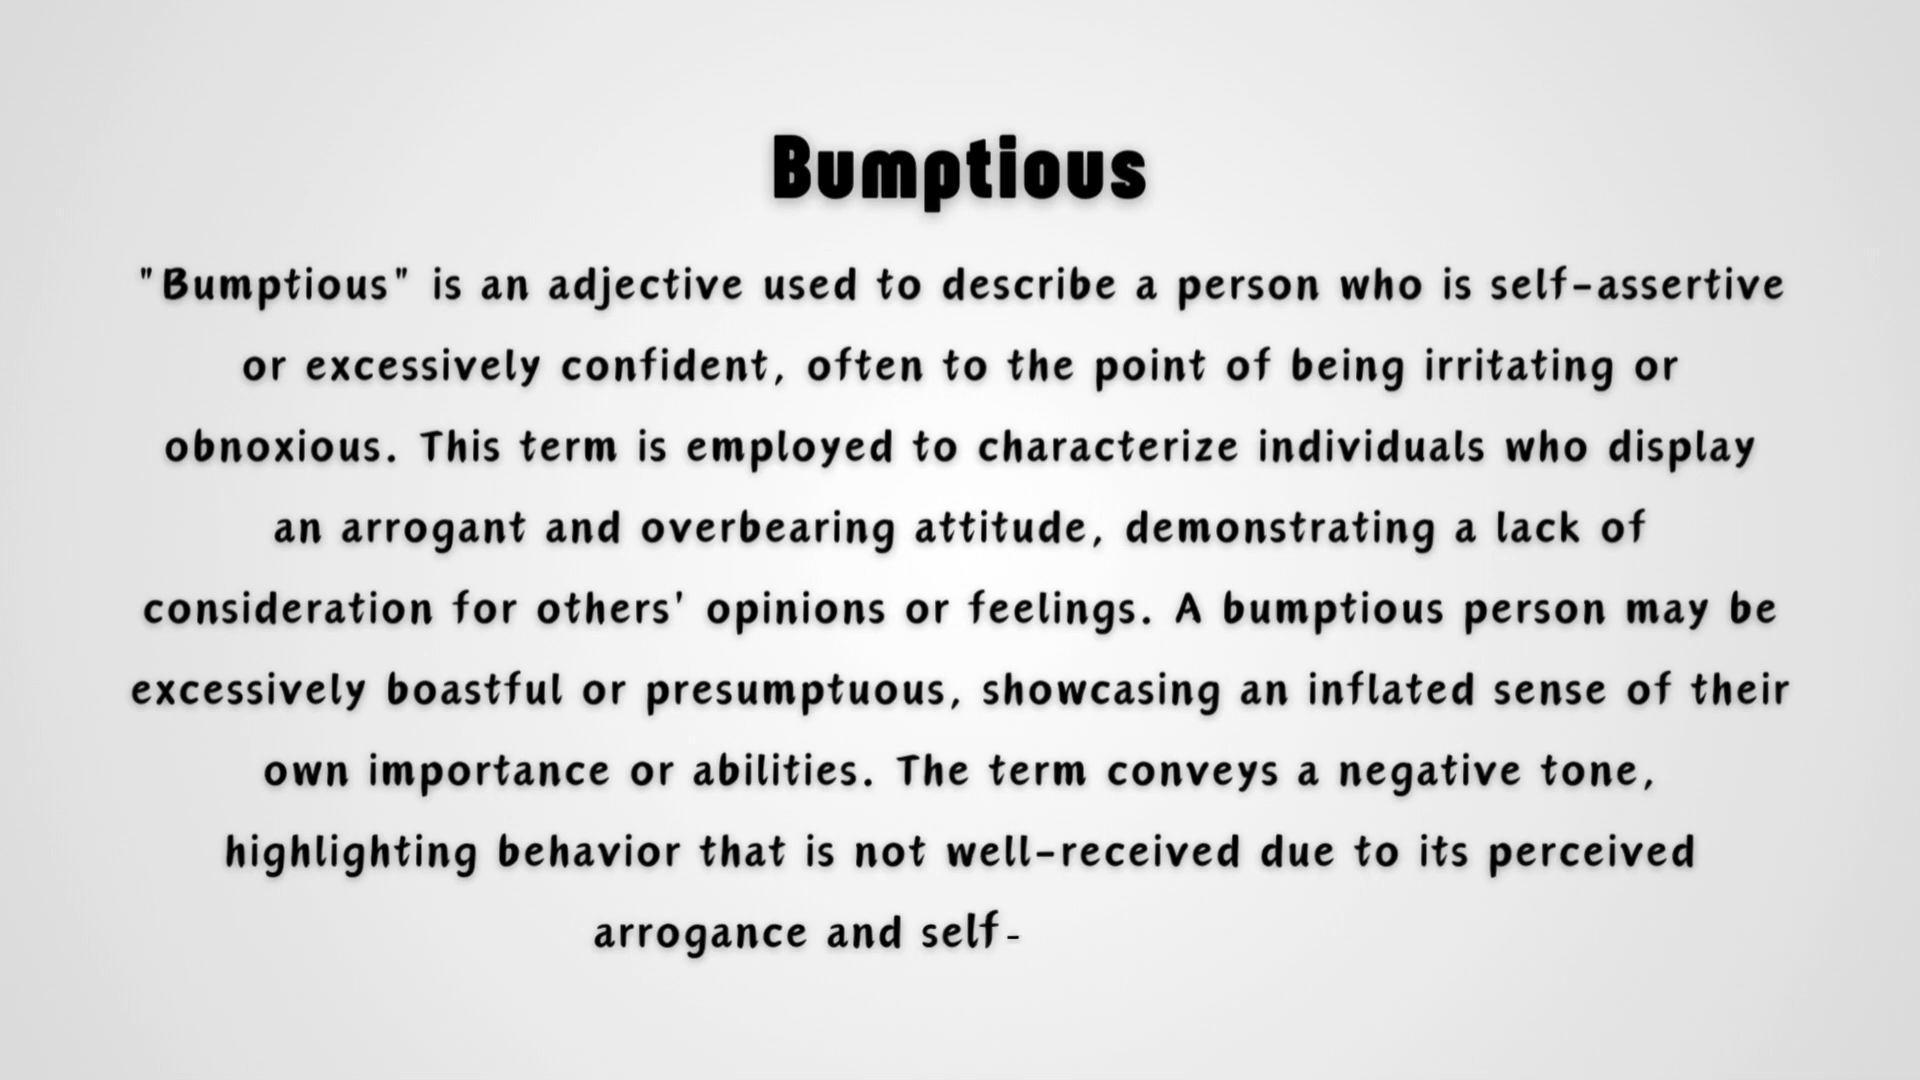 Bumptious
"Bumptious" is an adjective used to describe a person who is self-assertive
or excessively confident, often to the point of being irritating or
obnoxious. This term is employed to characterize individuals who display
an arrogant and overbearing attitude, demonstrating a lack of
consideration for others' opinions or feelings. A bumptious person may be
excessively boastful or presumptuous, showcasing an inflated sense of their
own importance or abilities. The term conveys a negative tone,
highlighting behavior that is not well-received due to its perceived
arrogance and self-